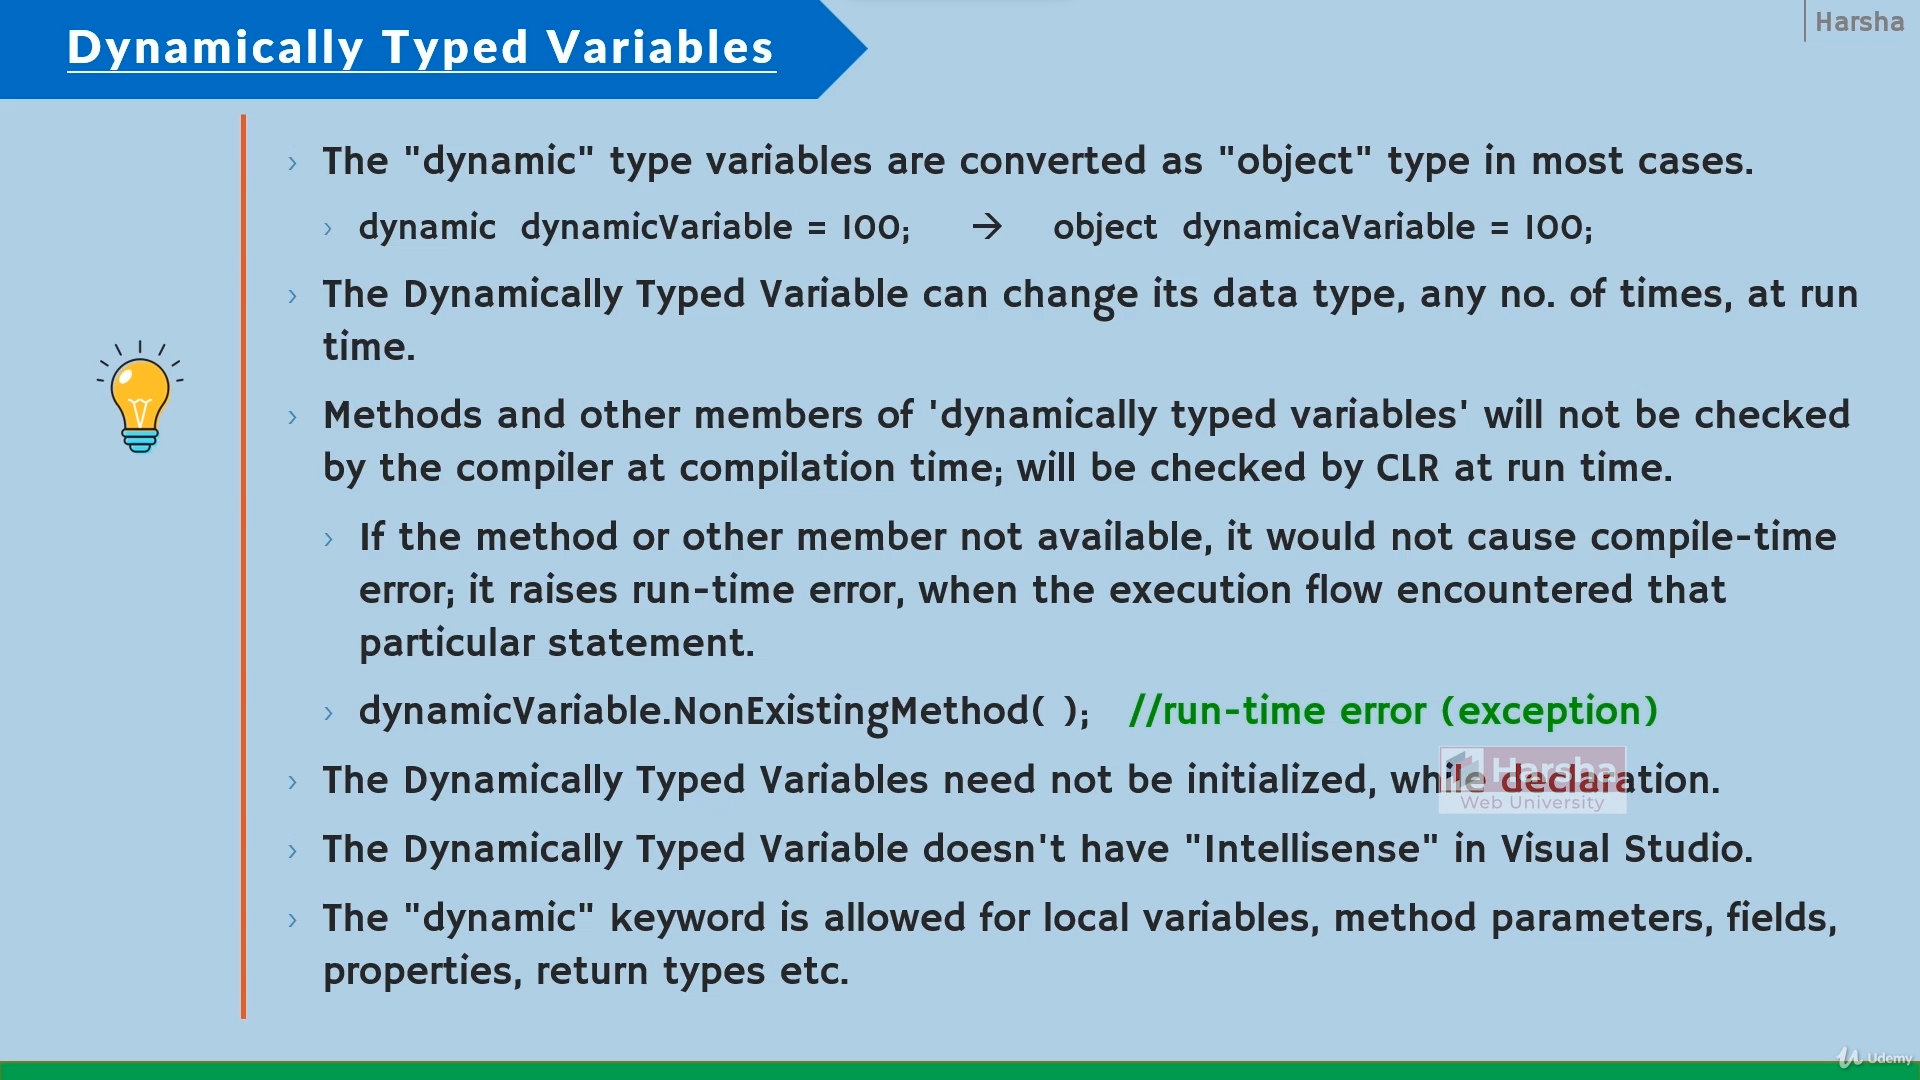 Dynamically Typed Variables
Harsha
› The "dynamic" type variables are converted as "object" type in most cases.
› dynamic dynamicVariable = 100; → object dynamicaVariable = 100;
› The Dynamically Typed Variable can change its data type, any no. of times, at run
time.
› Methods and other members of 'dynamically typed variables' will not be checked
by the compiler at compilation time; will be checked by CLR at run time.
› If the method or other member not available, it would not cause compile-time
error; it raises run-time error, when the execution flow encountered that
particular statement.
› dynamicVariable.NonExistingMethod( ); //run-time error (exception)
› The Dynamically Typed Variables need not be initialized, while declaration.
Harsha
Web University
› The Dynamically Typed Variable doesn't have "Intellisense" in Visual Studio.
› The "dynamic" keyword is allowed for local variables, method parameters, fields,
properties, return types etc.
Udemy